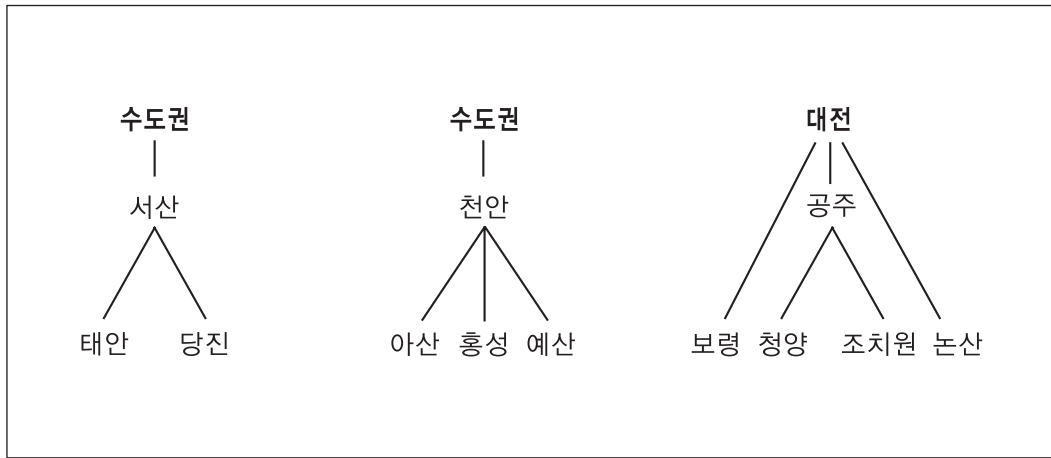 수도권 수도권 대전
서산 천안 공주
태안 당진 아산 홍성 예산 보령 청양 조치원 논산